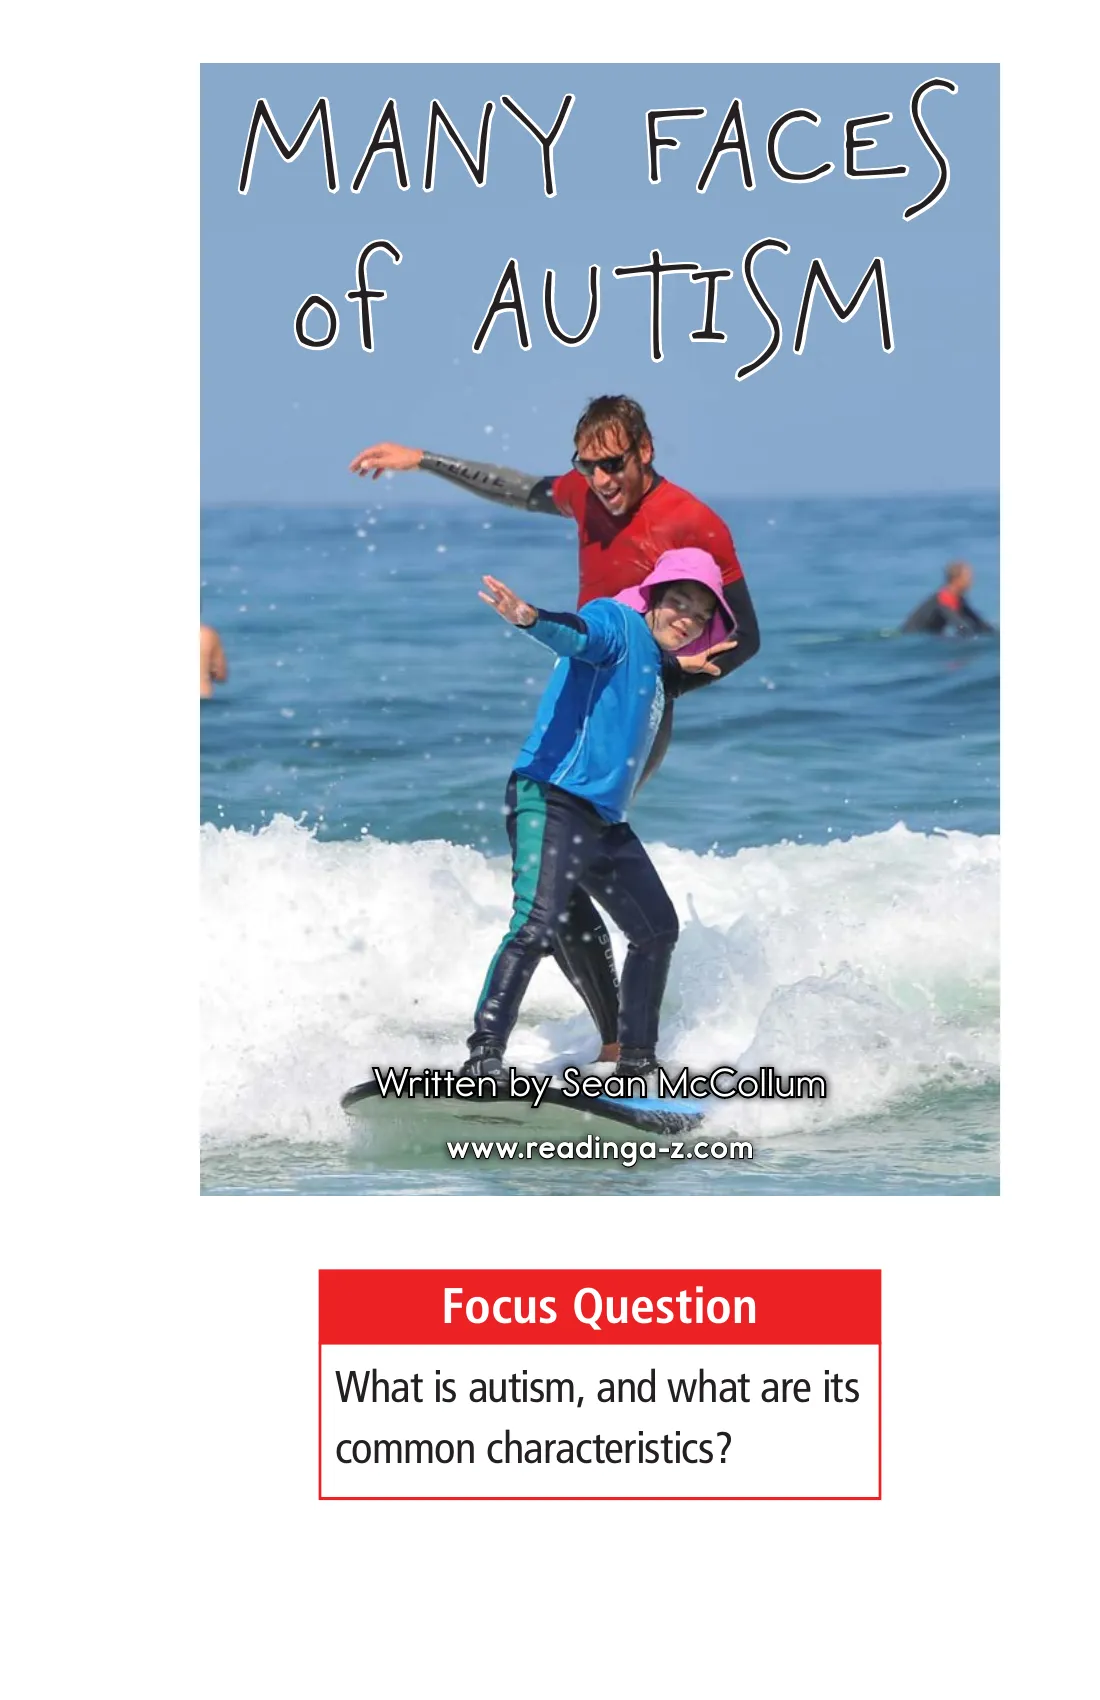 MANY FACES
of AUTISM
Written by Sean McCollum
www.readinga-z.com
Focus Question
What is autism, and what are its
common characteristics?